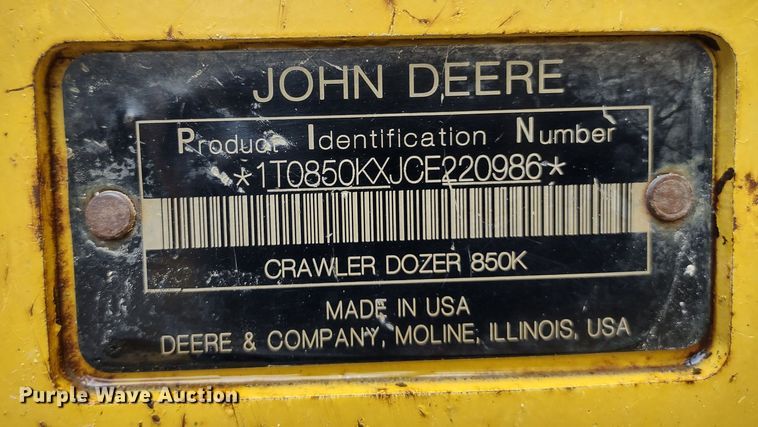 JOHN DEERE
Product Identification Number
*1T0850KXJCE220986*
CRAWLER DOZER 850K
MADE IN USA
DEERE & COMPANY, MOLINE, ILLINOIS, USA
Purple Wave Auction